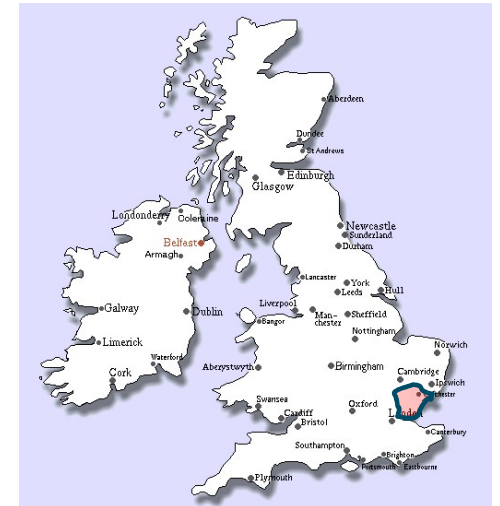 Aberdeen
Dundee
St Andrews
Edinburgh
Glasgow
Londonderry
Coleraine
Newcastle
Sunderland
Belfast
Durham
Armagh
Lancaster
York
Leeds
Hull
Liverpool
Galway
Dublin
Man-
chester
Sheffield
Bangor
Nottingham
Limerick
Norwich
Waterford
Aberystwyth
Birmingham
Cork
Cambridge
Ipswich
Swansea
Oxford
Cardiff
Bristol
Canterbury
Southampton
Brighton
Portsmouth
Eastbourne
Plymouth